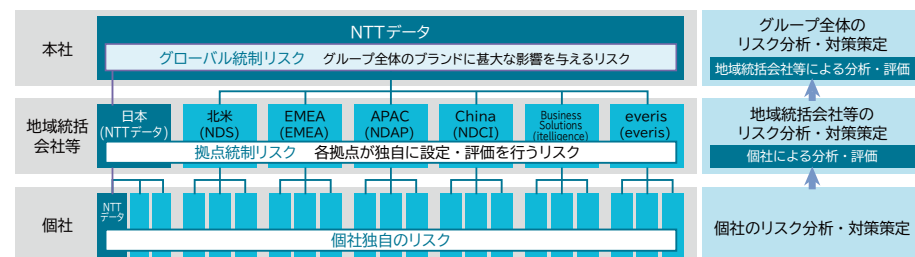 本社
NTTデータ
グローバル統制リスク グループ全体のブランドに甚大な影響を与えるリスク
グループ全体の
リスク分析・対策策定
地域統括会社等による分析・評価
地域統括
会社等
日本
(NTTデータ)
北米
(NDS)
EMEA
(EMEA)
APAC
(NDAP)
China
(NDCI)
Business
Solutions
(itelligence)
everis
(everis)
拠点統制リスク 各拠点が独自に設定・評価を行うリスク
地域統括会社等の
リスク分析・対策策定
個社による分析・評価
個社
NTT
データ
個社独自のリスク
個社のリスク分析・対策策定